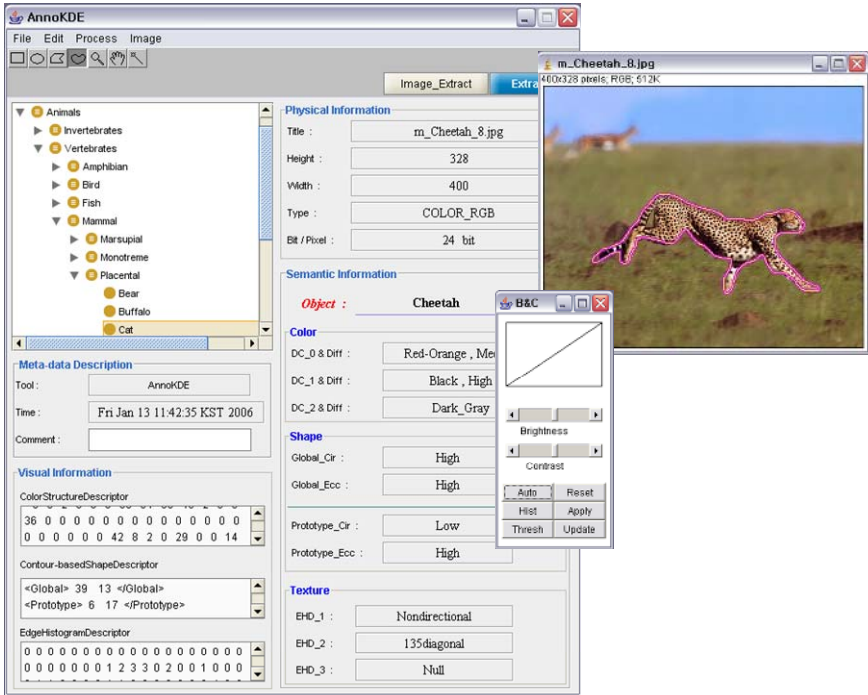 AnnoKDE
File Edit Process Image
Image_Extract
Extra
Animals
Invertebrates
Vertebrates
Amphibian
Bird
Fish
Mammal
Marsupial
Monotreme
Placental
Bear
Buffalo
Cat
Meta-data Description
Tool : AnnoKDE
Time : Fri Jan 13 11:42:35 KST 2006
Comment :
Visual Information
ColorStructureDescriptor
36 0 0 0 0 0 0 0 0 0 0 0 0 0
0 0 0 0 0 0 42 8 2 0 29 0 0 14
Contour-basedShapeDescriptor
<Global> 39 13 </Global>
<Prototype> 6 17 </Prototype>
EdgeHistogramDescriptor
0 0 0 0 0 0 0 0 0 0 0 0 0 0 0 0 0 0 0
0 0 0 0 0 0 0 1 2 3 3 0 2 0 0 1 0 0 0
Physical Information
Title : m_Cheetah_8.jpg
Height : 328
Width : 400
Type : COLOR_RGB
Bit / Pixel : 24 bit
Semantic Information
Object : Cheetah
Color
DC_0 & Diff : Red-Orange , Me
DC_1 & Diff : Black , High
DC_2 & Diff : Dark_Gray
Shape
Global_Cir : High
Global_Ecc : High
Prototype_Cir : Low
Prototype_Ecc : High
Texture
EHD_1 : Nondirectional
EHD_2 : 135diagonal
EHD_3 : Null
m_Cheetah_8.jpg
400x328 pixels; RGB; 512K
B&C
Brightness
Contrast
Auto Reset
Hist Apply
Thresh Update